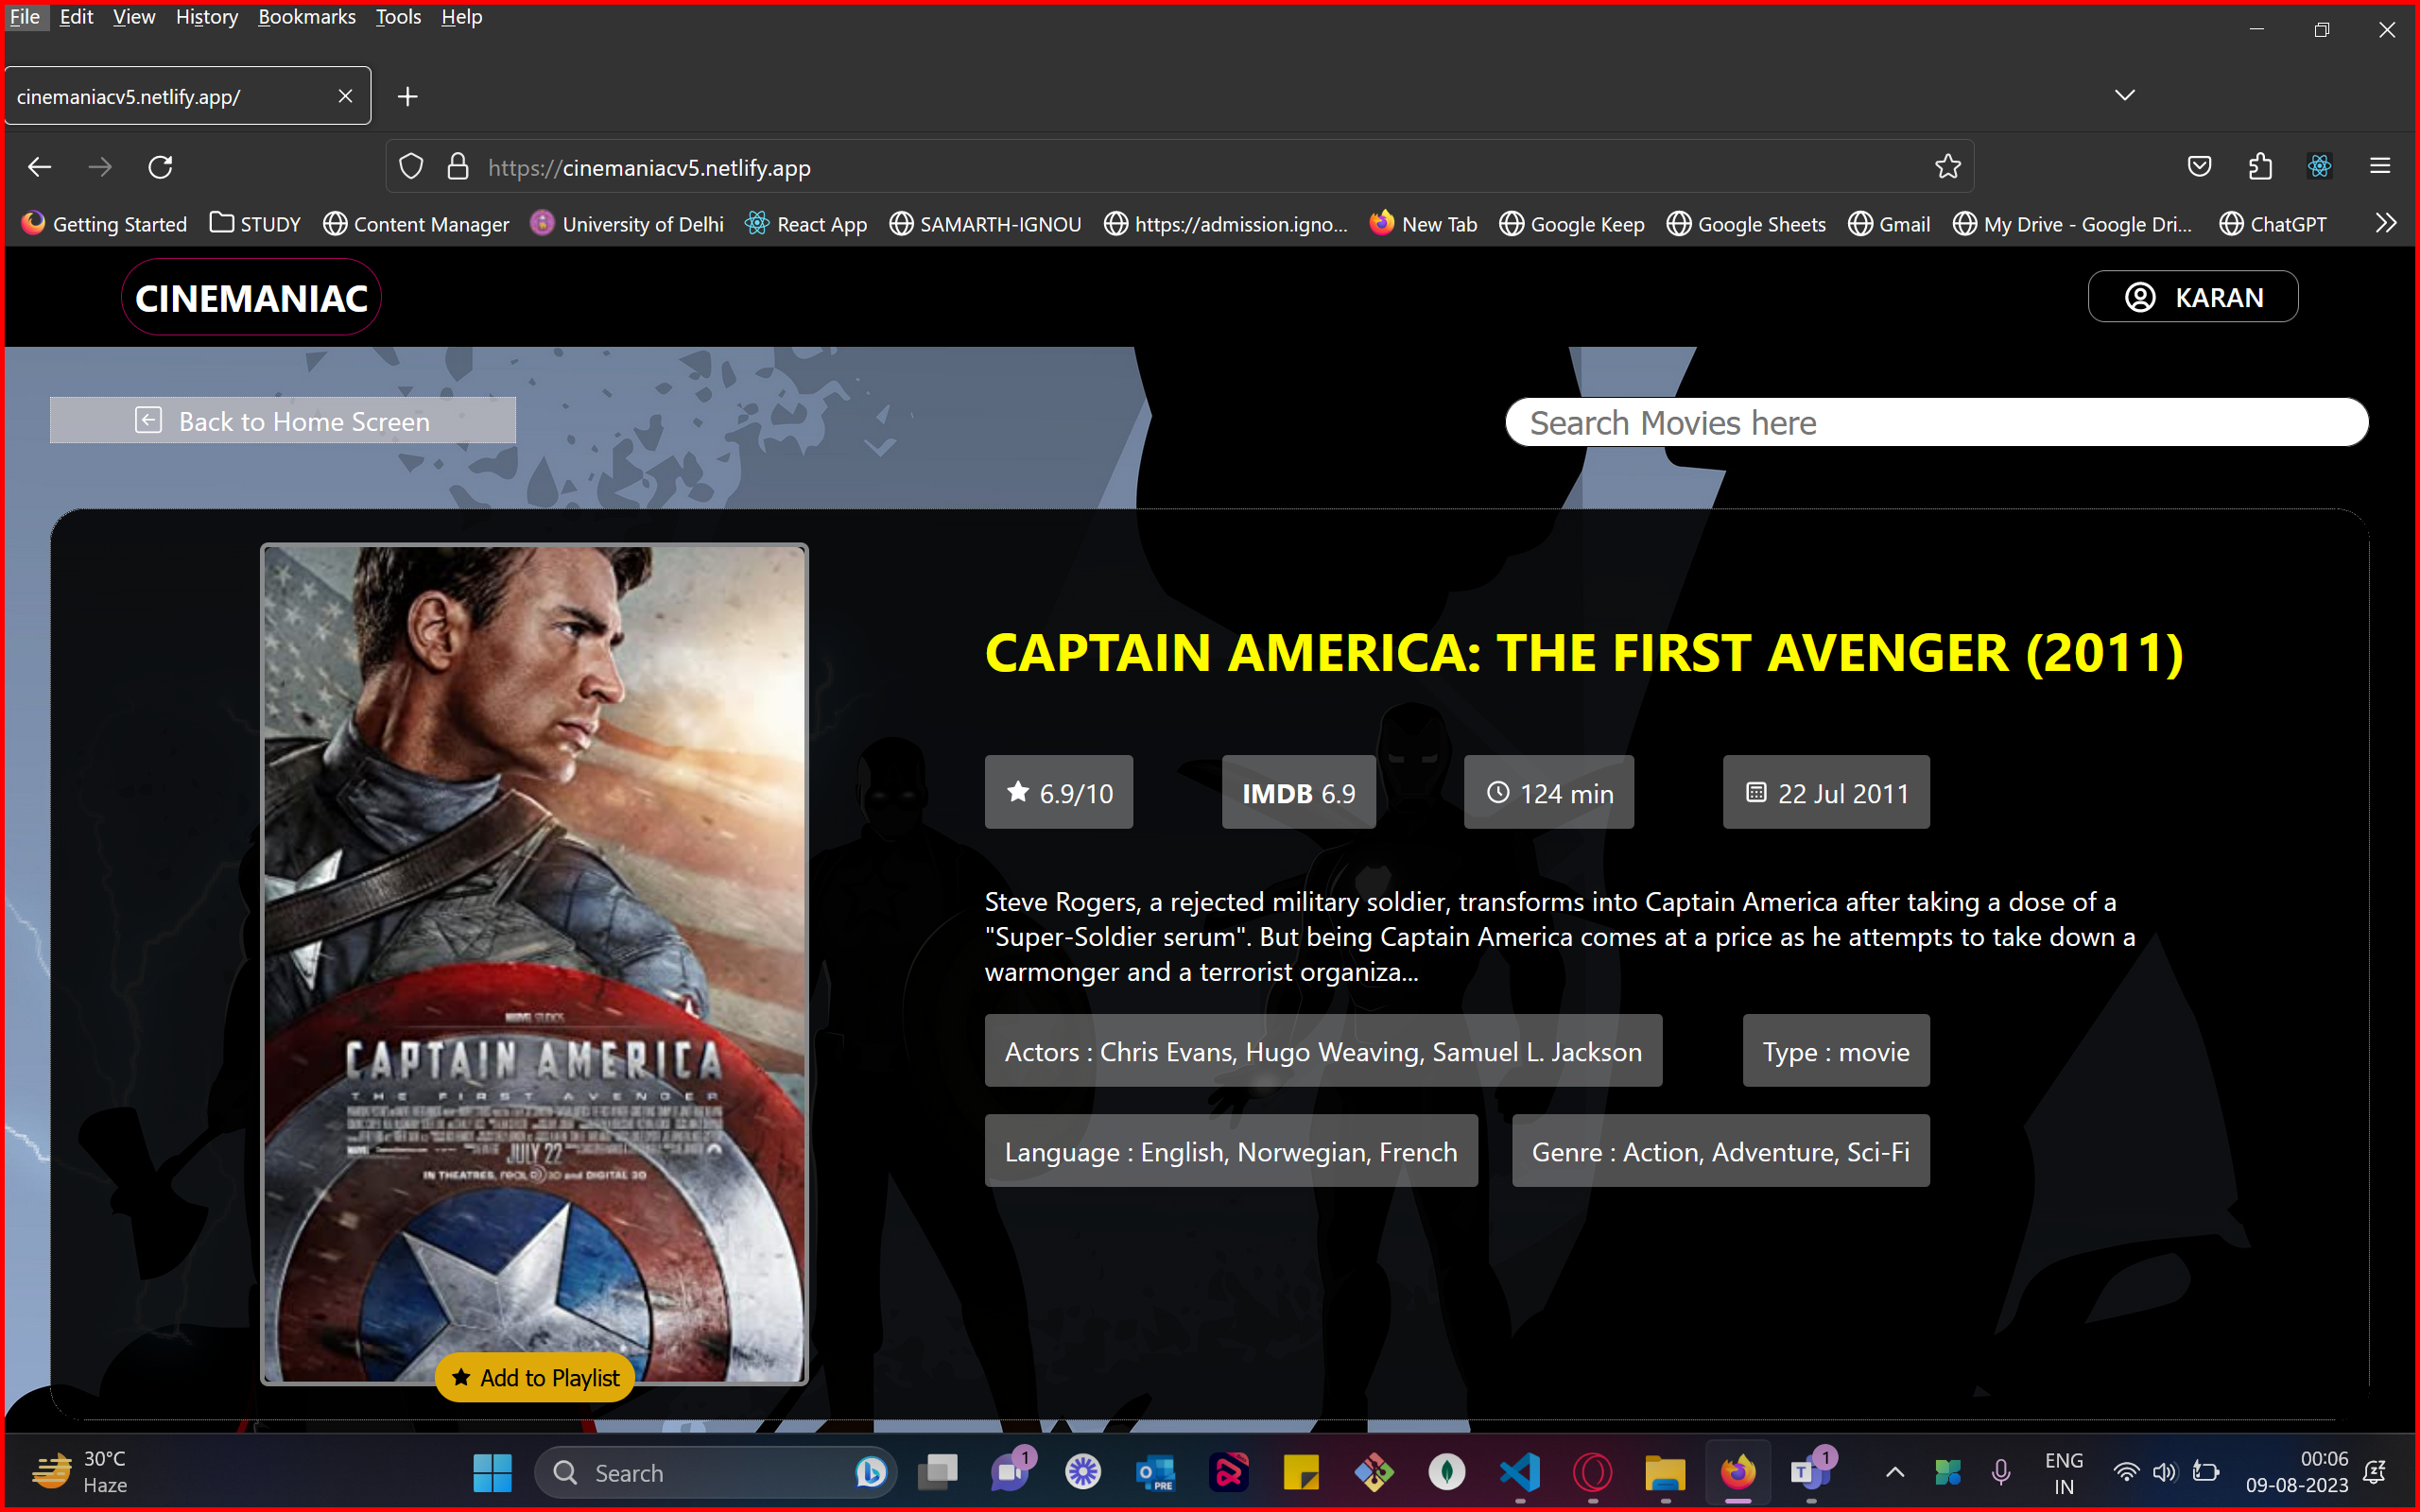 File Edit View History Bookmarks Tools Help
cinemaniacv5.netlify.app/
https://cinemaniacv5.netlify.app
Getting Started STUDY Content Manager University of Delhi React App SAMARTH-IGNOU https://admission.igno... New Tab Google Keep Google Sheets Gmail My Drive - Google Dri... ChatGPT
CINEMANIAC KARAN
Back to Home Screen Search Movies here
CAPTAIN AMERICA: THE FIRST AVENGER (2011)
6.9/10 IMDB 6.9 124 min 22 Jul 2011
Steve Rogers, a rejected military soldier, transforms into Captain America after taking a dose of a
"Super-Soldier serum". But being Captain America comes at a price as he attempts to take down a
warmonger and a terrorist organiza...
Actors : Chris Evans, Hugo Weaving, Samuel L. Jackson Type : movie
Language : English, Norwegian, French Genre : Action, Adventure, Sci-Fi
MARVEL STUDIOS
CAPTAIN AMERICA
THE FIRST AVENGER
JULY 22
IN THEATRES, REAL D 3D and DIGITAL 3D
Add to Playlist
30°C
Haze
Search
PRE
1
1
ENG
IN
00:06
09-08-2023